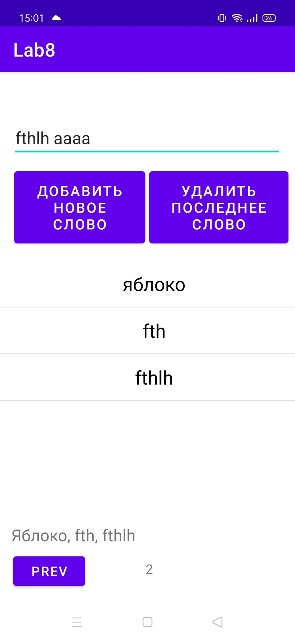 15:01
Lab8
fthlh aaaa
ДОБАВИТЬ
НОВОЕ
СЛОВО
УДАЛИТЬ
ПОСЛЕДНЕЕ
СЛОВО
яблоко
fth
fthlh
Яблоко, fth, fthlh
PREV
2